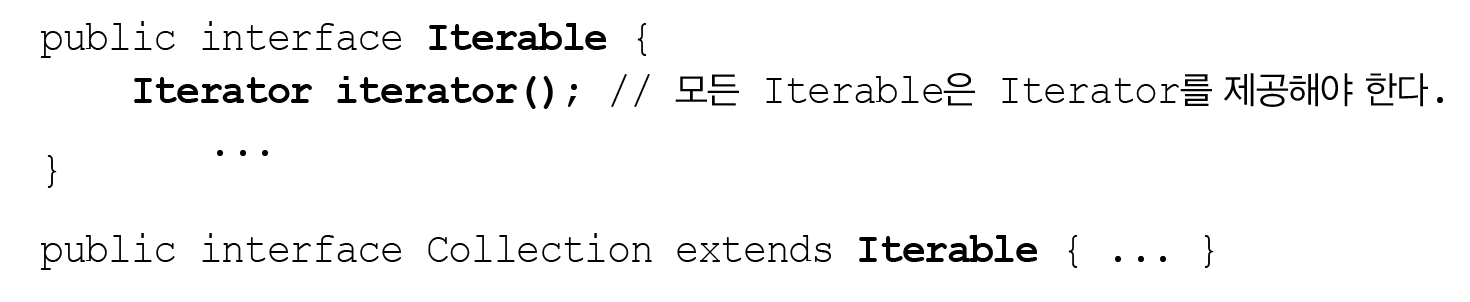 public interface Iterable {
Iterator iterator(); // 모든 Iterable은 Iterator를 제공해야 한다.
...
}
public interface Collection extends Iterable { ... }